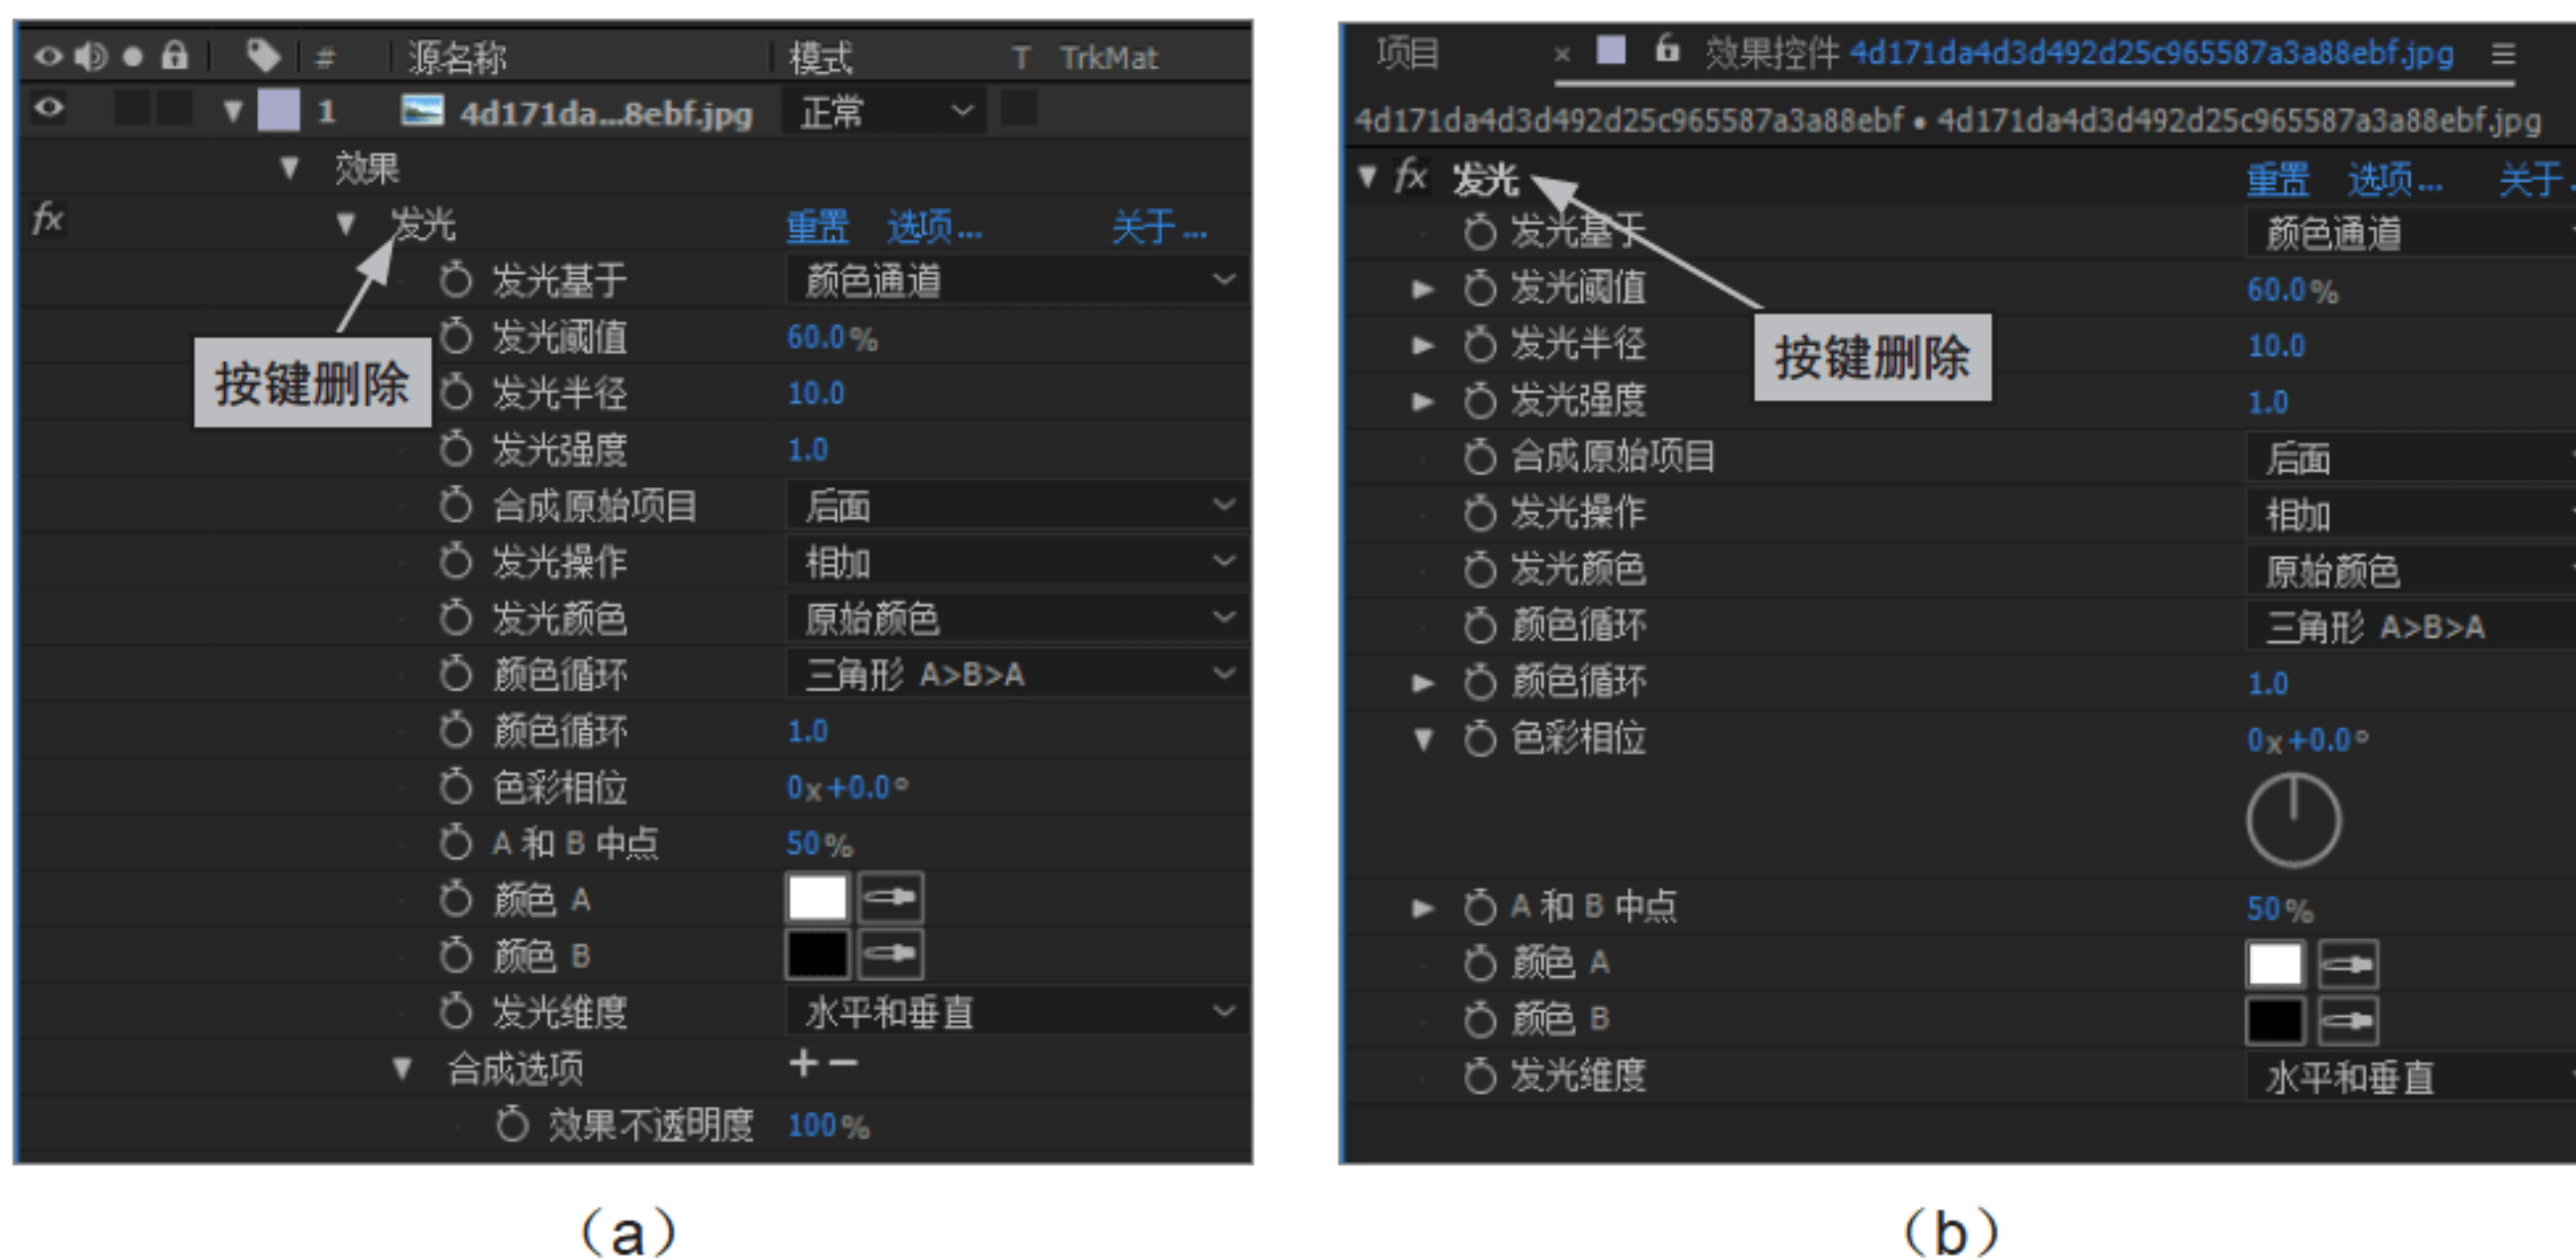 # 源名称 模式 T TrkMat
1 4d171da...8ebf.jpg 正常
效果
fx 发光 重置 选项... 关于...
发光基于 颜色通道
发光阈值 60.0%
按键删除
发光半径 10.0
发光强度 1.0
合成原始项目 后面
发光操作 相加
发光颜色 原始颜色
颜色循环 三角形 A>B>A
颜色循环 1.0
色彩相位 0x+0.0°
A 和 B 中点 50%
颜色 A
颜色 B
发光维度 水平和垂直
合成选项 +−
效果不透明度 100%
(a)
项目 × 效果控件 4d171da4d3d492d25c965587a3a88ebf.jpg ≡
4d171da4d3d492d25c965587a3a88ebf • 4d171da4d3d492d25c965587a3a88ebf.jpg
fx 发光 重置 选项... 关于.
发光基于 颜色通道
发光阈值 60.0%
发光半径 10.0
按键删除
发光强度 1.0
合成原始项目 后面
发光操作 相加
发光颜色 原始颜色
颜色循环 三角形 A>B>A
颜色循环 1.0
色彩相位 0x+0.0°
A 和 B 中点 50%
颜色 A
颜色 B
发光维度 水平和垂直
(b)